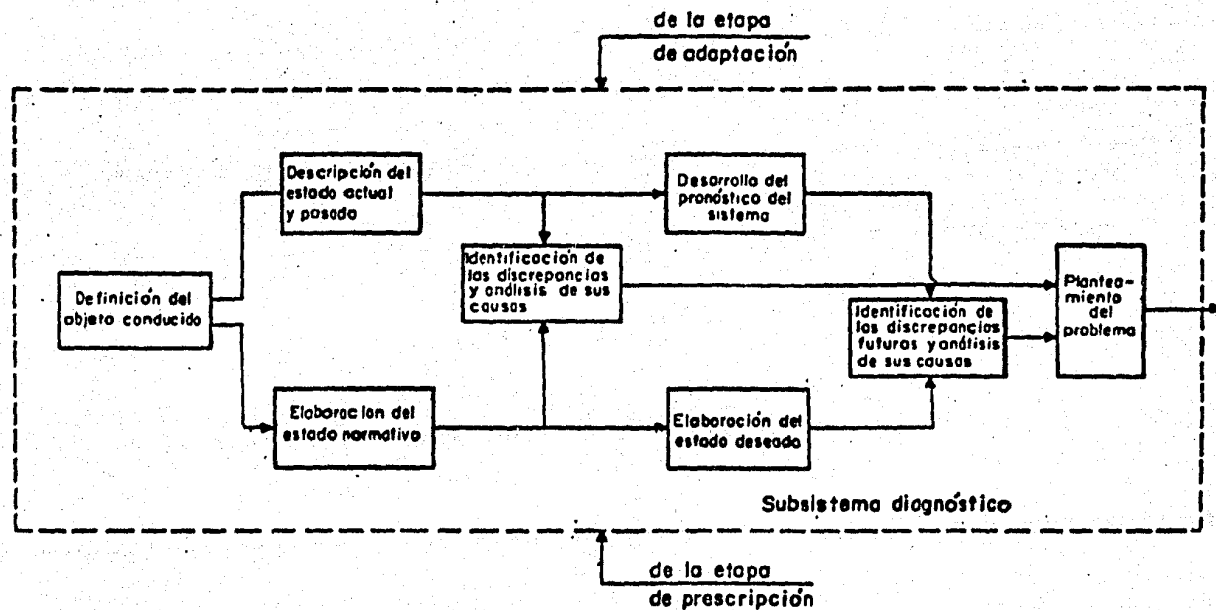 de la etapa
de adaptación
Descripción del
estado actual
y pasado
Desarrollo del
pronóstico del
sistema
Identificación de
las discrepancias
y análisis de sus
causas
Definición del
objeto conducido
Plantea-
miento
del
problema
Identificación de
las discrepancias
futuras y análisis
de sus causas
Elaboración del
estado normativo
Elaboración del
estado deseado
Subsistema diagnóstico
de la etapa
de prescripción